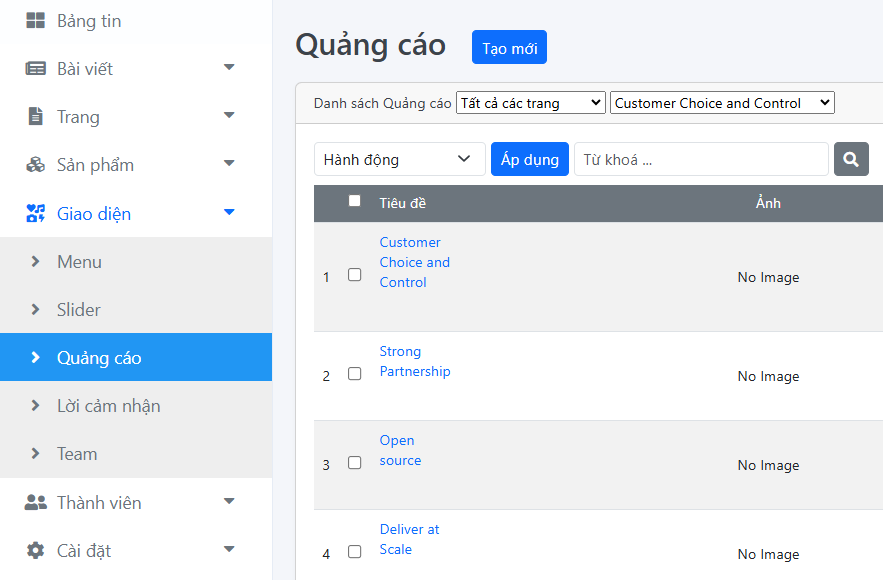 Bảng tin
Bài viết
Trang
Sản phẩm
Giao diện
Menu
Slider
Quảng cáo
Lời cảm nhận
Team
Thành viên
Cài đặt
Quảng cáo Tạo mới
Danh sách Quảng cáo Tất cả các trang Customer Choice and Control
Hành động Áp dụng Từ khoá ...
Tiêu đề Ảnh
Customer
Choice and
1 No Image
Control
Strong
Partnership
2 No Image
Open
source
3 No Image
Deliver at
Scale
4 No Image